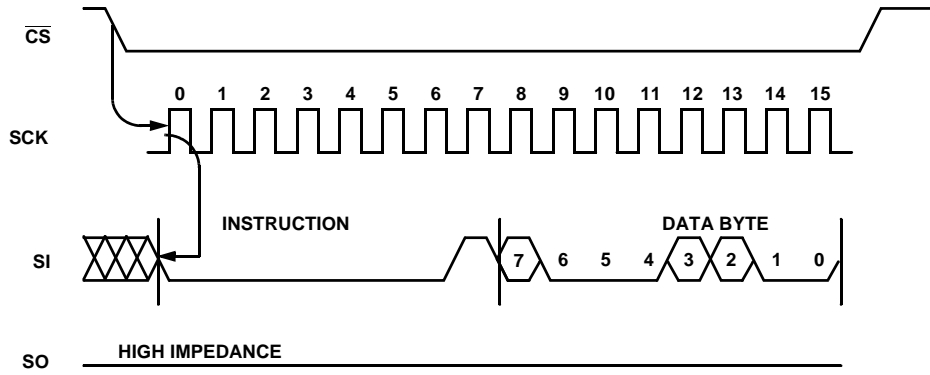 CS
0 1 2 3 4 5 6 7 8 9 10 11 12 13 14 15
SCK
INSTRUCTION DATA BYTE
SI 7 6 5 4 3 2 1 0
HIGH IMPEDANCE
SO